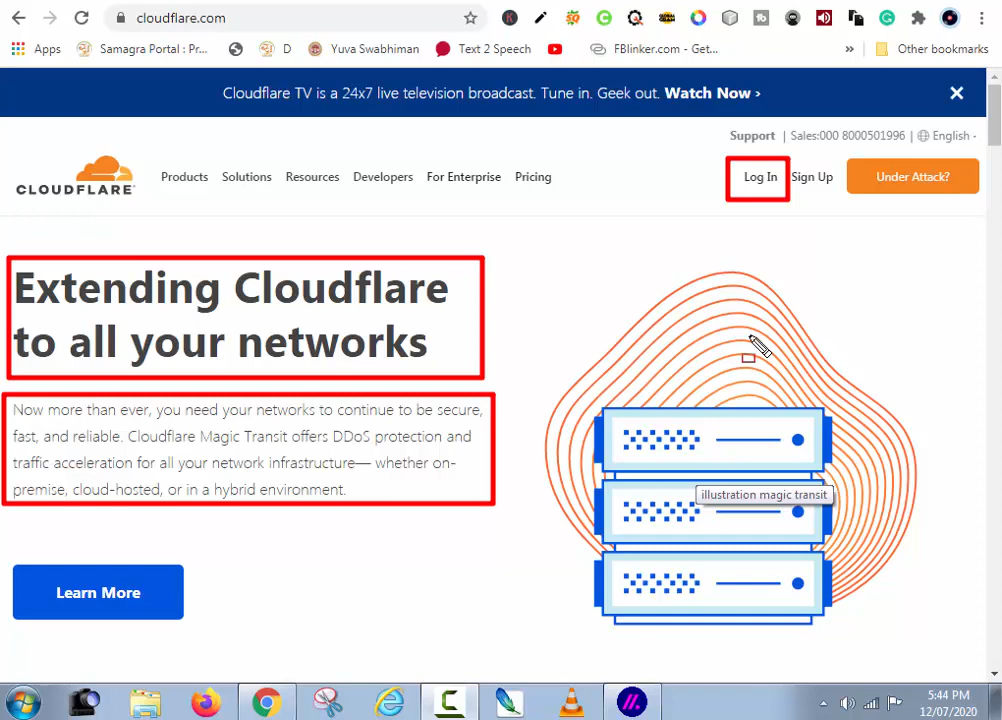 cloudflare.com
Apps Samagra Portal : Pr... D Yuva Swabhiman Text 2 Speech FBlinker.com - Get... » Other bookmarks
Cloudflare TV is a 24x7 live television broadcast. Tune in. Geek out. Watch Now ›
Support | Sales:000 8000501996 | English
CLOUDFLARE Products Solutions Resources Developers For Enterprise Pricing Log In Sign Up Under Attack?
Extending Cloudflare
to all your networks
Now more than ever, you need your networks to continue to be secure,
fast, and reliable. Cloudflare Magic Transit offers DDoS protection and
traffic acceleration for all your network infrastructure— whether on-
premise, cloud-hosted, or in a hybrid environment.
illustration magic transit
Learn More
5:44 PM
12/07/2020